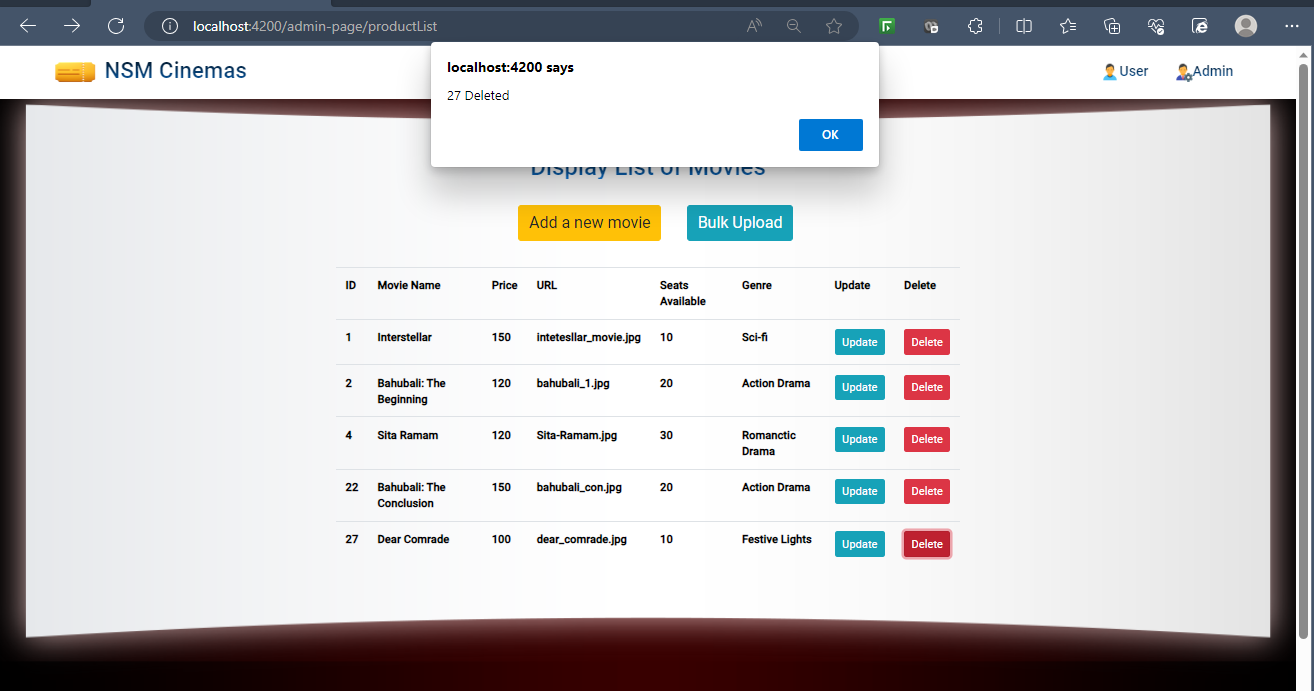 localhost:4200/admin-page/productList
localhost:4200 says
27 Deleted
OK
NSM Cinemas
User
Admin
Display List of Movies
Add a new movie
Bulk Upload
ID Movie Name Price URL Seats Available Genre Update Delete
1 Interstellar 150 intetesllar_movie.jpg 10 Sci-fi Update Delete
2 Bahubali: The Beginning 120 bahubali_1.jpg 20 Action Drama Update Delete
4 Sita Ramam 120 Sita-Ramam.jpg 30 Romanctic Drama Update Delete
22 Bahubali: The Conclusion 150 bahubali_con.jpg 20 Action Drama Update Delete
27 Dear Comrade 100 dear_comrade.jpg 10 Festive Lights Update Delete